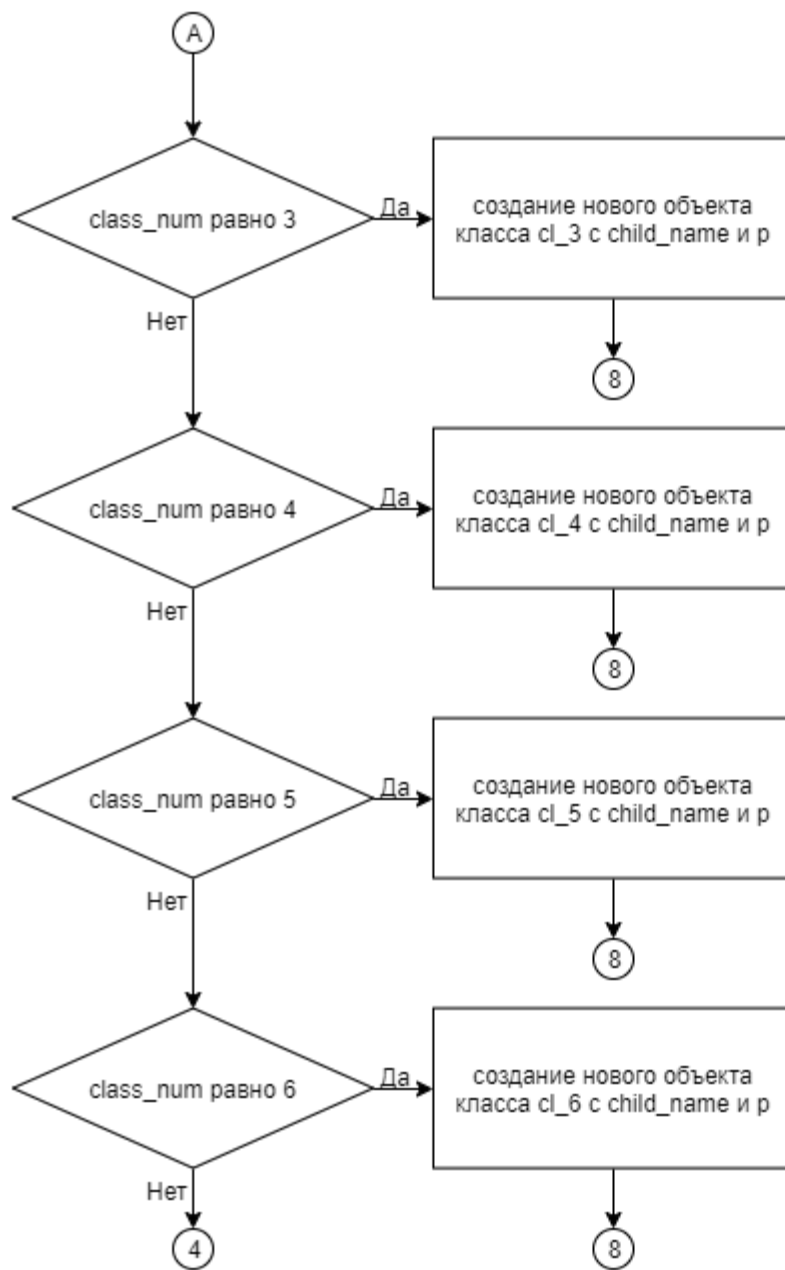 A
class_num равно 3
Да
создание нового объекта
класса cl_3 с child_name и p
Нет
8
class_num равно 4
Да
создание нового объекта
класса cl_4 с child_name и p
Нет
8
class_num равно 5
Да
создание нового объекта
класса cl_5 с child_name и p
Нет
8
class_num равно 6
Да
создание нового объекта
класса cl_6 с child_name и p
Нет
4
8